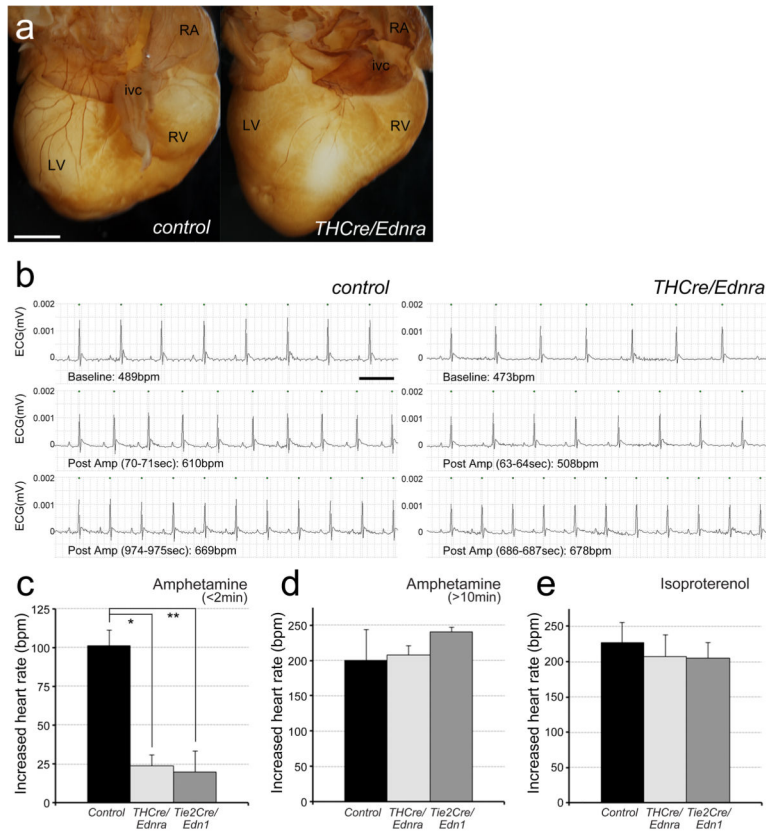 a
RA
ivc
LV
RV
control
RA
ivc
LV
RV
THCre/Ednra
b
control
THCre/Ednra
ECG(mV)
0.002
0.001
0
Baseline: 489bpm
0.002
0.001
0
Baseline: 473bpm
ECG(mV)
0.002
0.001
0
Post Amp (70-71sec): 610bpm
0.002
0.001
0
Post Amp (63-64sec): 508bpm
ECG(mV)
0.002
0.001
0
Post Amp (974-975sec): 669bpm
0.002
0.001
0
Post Amp (686-687sec): 678bpm
c
Amphetamine
(<2min)
Increased heart rate (bpm)
125
100
75
50
25
0
*
**
Control
THCre/
Ednra
Tie2Cre/
Edn1
d
Amphetamine
(>10min)
Increased heart rate (bpm)
250
200
150
100
50
0
Control
THCre/
Ednra
Tie2Cre/
Edn1
e
Isoproterenol
Increased heart rate (bpm)
250
200
150
100
50
0
Control
THCre/
Ednra
Tie2Cre/
Edn1